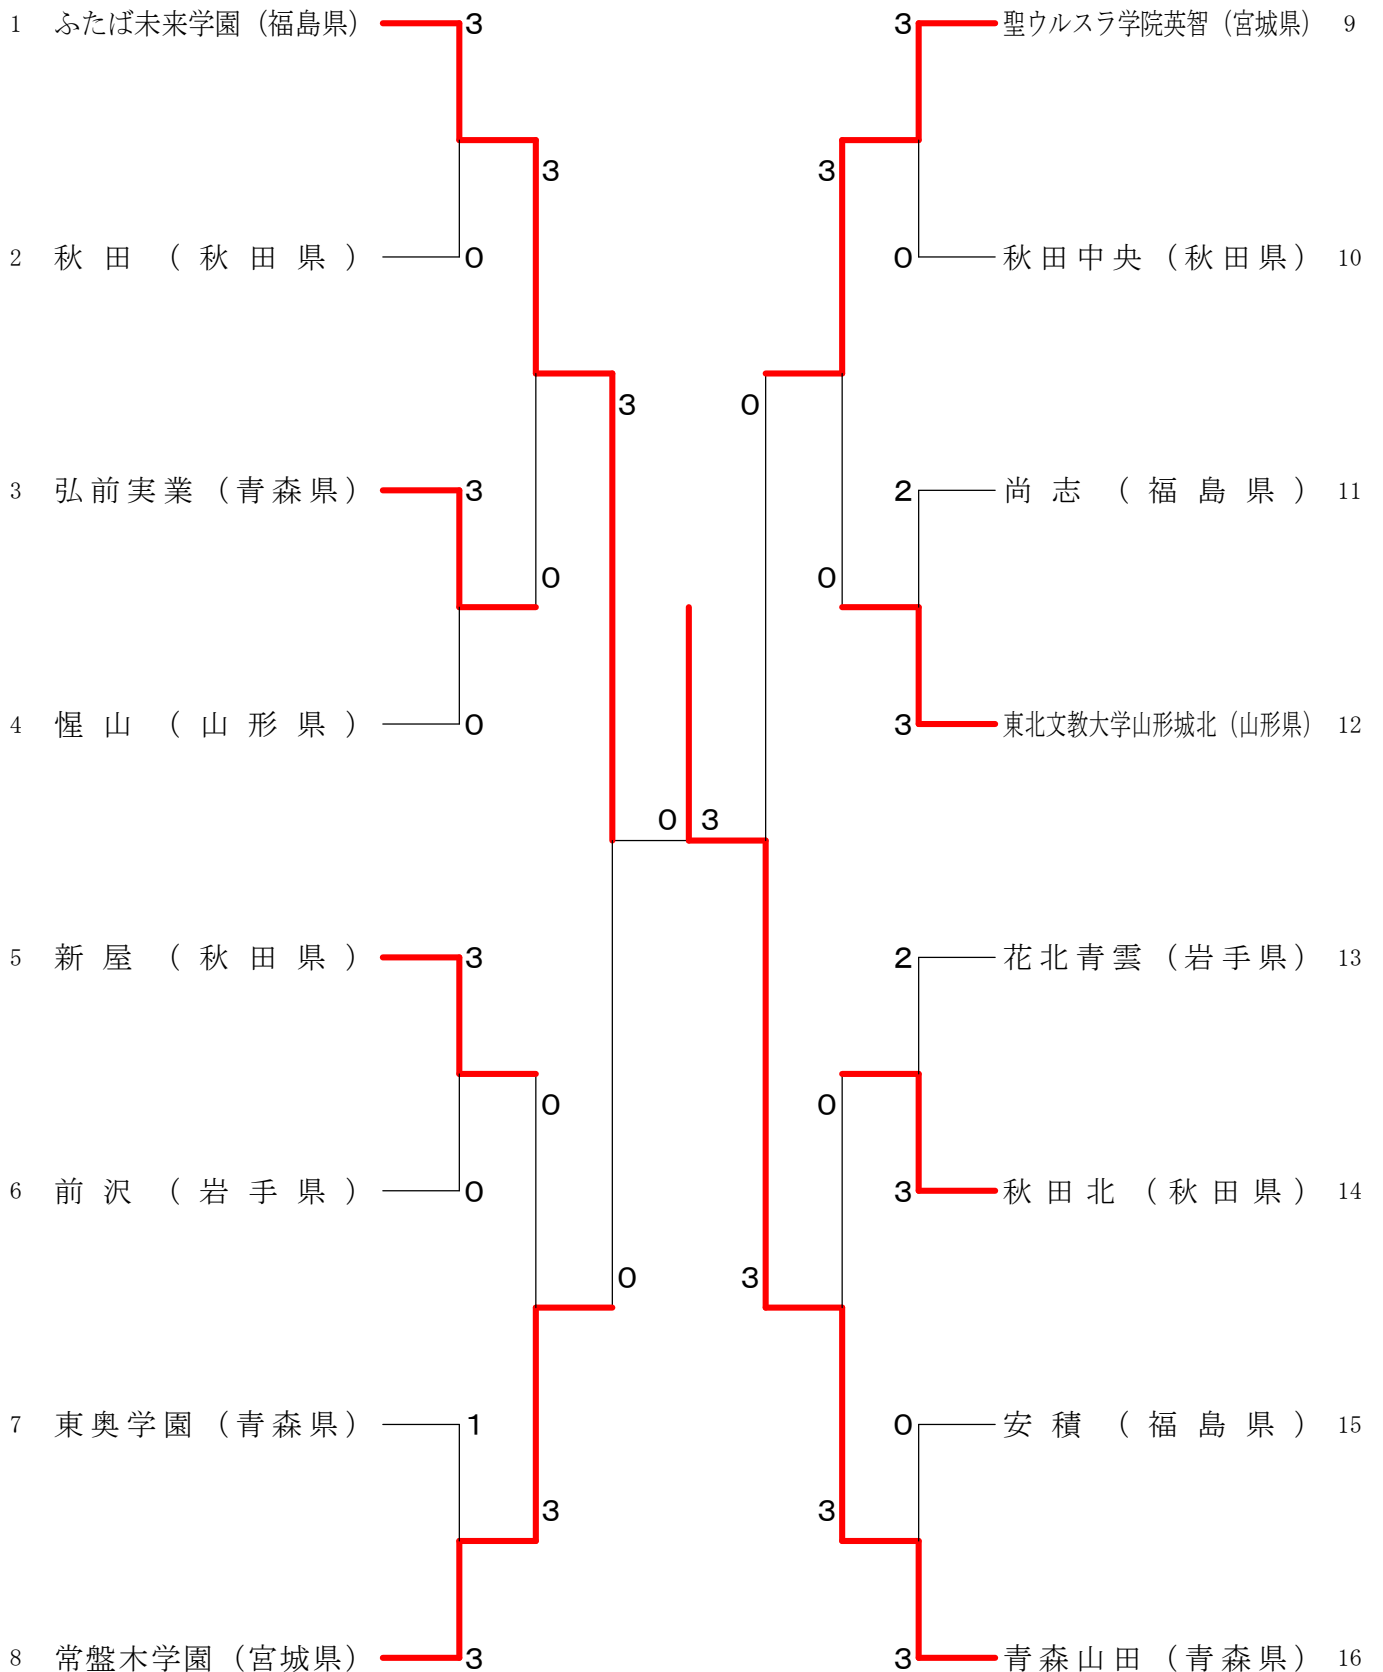 1 ふたば未来学園（福島県） 3
3 聖ウルスラ学院英智（宮城県） 9
3
3
2 秋田（秋田県） 0
0 秋田中央（秋田県） 10
3
0
3 弘前実業（青森県） 3
2 尚志（福島県） 11
0
0
4 惺山（山形県） 0
3 東北文教大学山形城北（山形県） 12
0 3
5 新屋（秋田県） 3
2 花北青雲（岩手県） 13
0
0
6 前沢（岩手県） 0
3 秋田北（秋田県） 14
0
3
7 東奥学園（青森県） 1
0 安積（福島県） 15
3
3
8 常盤木学園（宮城県） 3
3 青森山田（青森県） 16